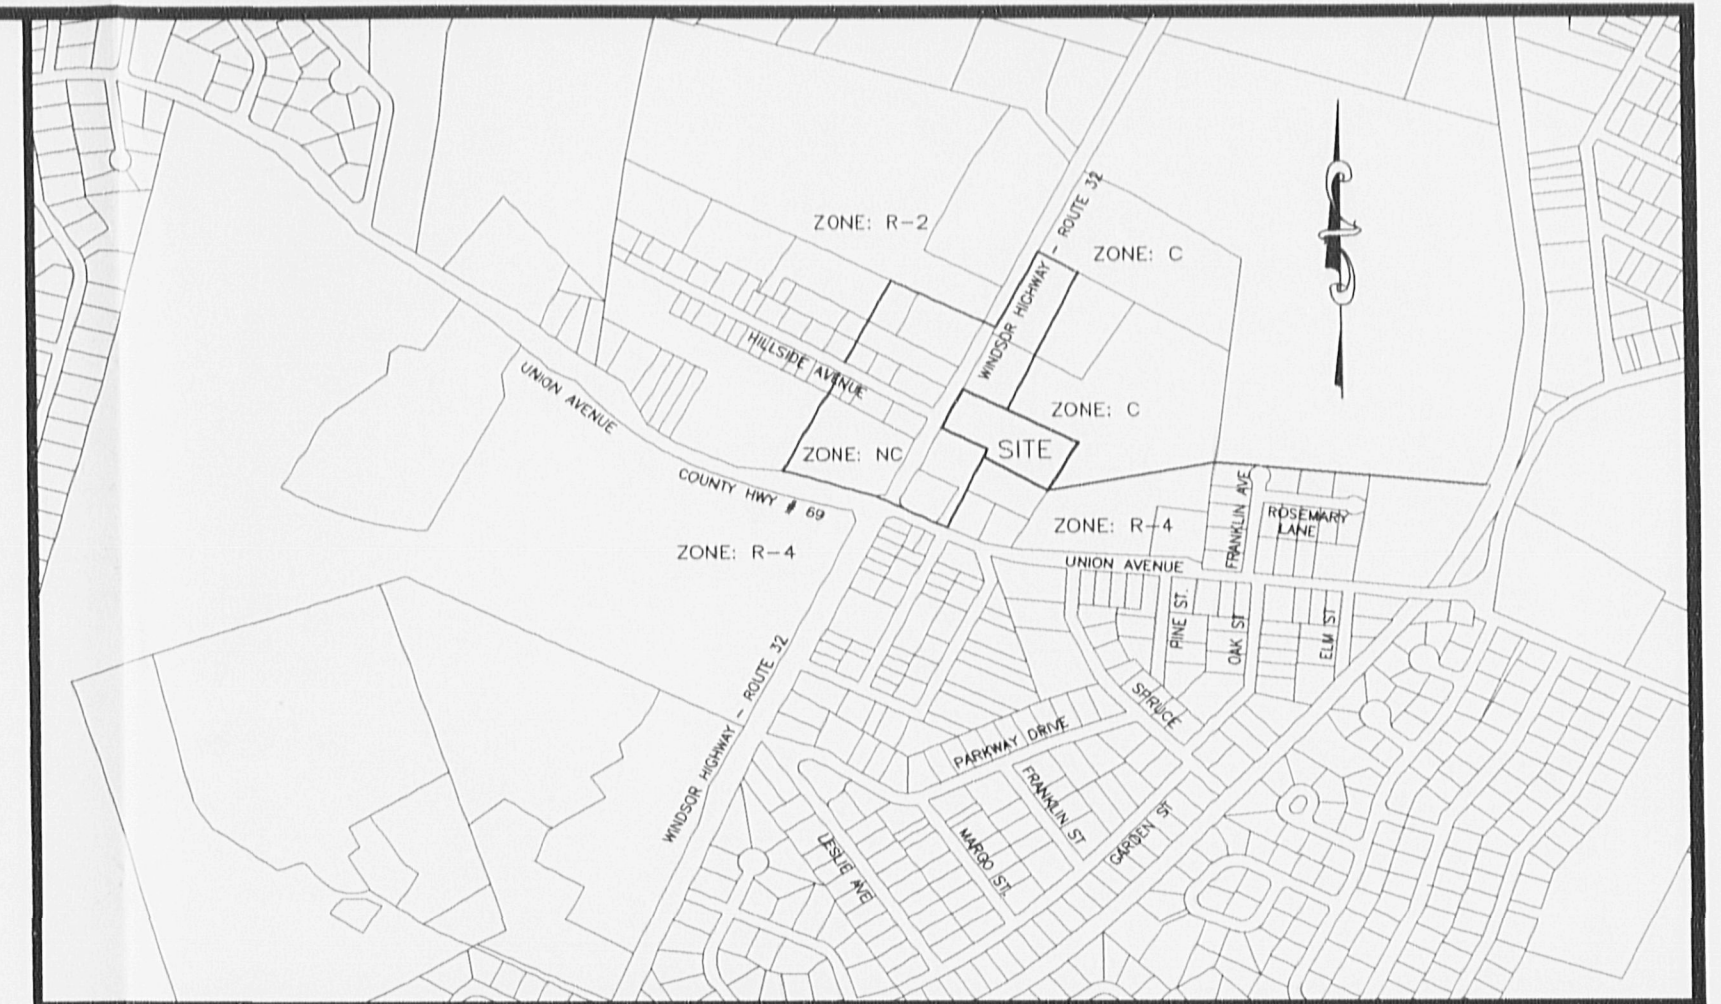 ZONE: R-2
WINDSOR HIGHWAY - ROUTE 32
ZONE: C
HILLSIDE AVENUE
UNION AVENUE
ZONE: C
SITE
ZONE: NC
COUNTY HWY # 69
ZONE: R-4
ZONE: R-4
FRANKLIN AVE
ROSEMARY
LANE
UNION AVENUE
PINE ST.
OAK ST
ELM ST
SPRUCE
WINDSOR HIGHWAY - ROUTE 32
PARKWAY DRIVE
FRANKLIN ST
GARDEN ST
MARGO ST.
LESLIE AVE